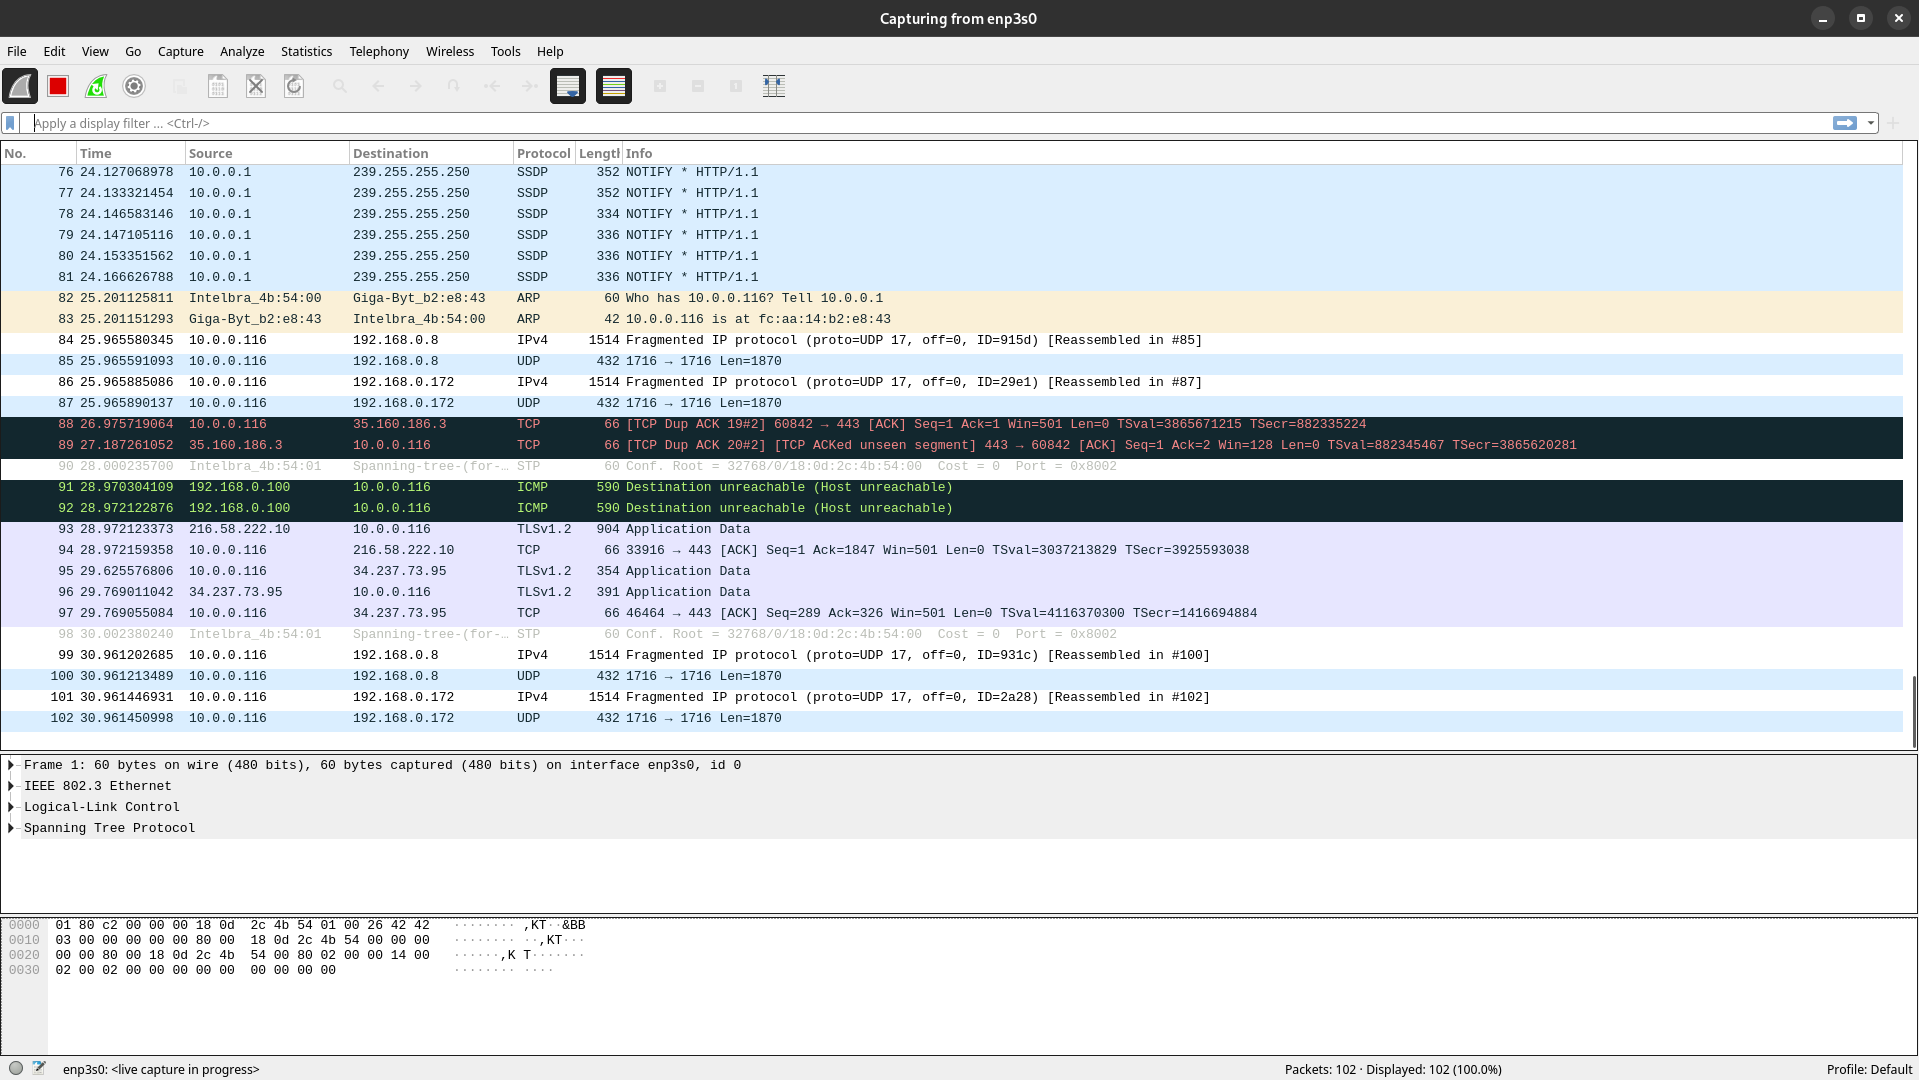 Capturing from enp3s0
File Edit View Go Capture Analyze Statistics Telephony Wireless Tools Help
Apply a display filter ... <Ctrl-/>
No. Time Source Destination Protocol Length Info
76 24.127068978 10.0.0.1 239.255.255.250 SSDP 352 NOTIFY * HTTP/1.1
77 24.133321454 10.0.0.1 239.255.255.250 SSDP 352 NOTIFY * HTTP/1.1
78 24.146583146 10.0.0.1 239.255.255.250 SSDP 334 NOTIFY * HTTP/1.1
79 24.147105116 10.0.0.1 239.255.255.250 SSDP 336 NOTIFY * HTTP/1.1
80 24.153351562 10.0.0.1 239.255.255.250 SSDP 336 NOTIFY * HTTP/1.1
81 24.166626788 10.0.0.1 239.255.255.250 SSDP 336 NOTIFY * HTTP/1.1
82 25.201125811 Intelbra_4b:54:00 Giga-Byt_b2:e8:43 ARP 60 Who has 10.0.0.116? Tell 10.0.0.1
83 25.201151293 Giga-Byt_b2:e8:43 Intelbra_4b:54:00 ARP 42 10.0.0.116 is at fc:aa:14:b2:e8:43
84 25.965580345 10.0.0.116 192.168.0.8 IPv4 1514 Fragmented IP protocol (proto=UDP 17, off=0, ID=915d) [Reassembled in #85]
85 25.965591093 10.0.0.116 192.168.0.8 UDP 432 1716 → 1716 Len=1870
86 25.965885086 10.0.0.116 192.168.0.172 IPv4 1514 Fragmented IP protocol (proto=UDP 17, off=0, ID=29e1) [Reassembled in #87]
87 25.965890137 10.0.0.116 192.168.0.172 UDP 432 1716 → 1716 Len=1870
88 26.975719064 10.0.0.116 35.160.186.3 TCP 66 [TCP Dup ACK 19#2] 60842 → 443 [ACK] Seq=1 Ack=1 Win=501 Len=0 TSval=3865671215 TSecr=882335224
89 27.187261052 35.160.186.3 10.0.0.116 TCP 66 [TCP Dup ACK 20#2] [TCP ACKed unseen segment] 443 → 60842 [ACK] Seq=1 Ack=2 Win=128 Len=0 TSval=882345467 TSecr=3865620281
90 28.000235700 Intelbra_4b:54:01 Spanning-tree-(for-… STP 60 Conf. Root = 32768/0/18:0d:2c:4b:54:00 Cost = 0 Port = 0x8002
91 28.970304109 192.168.0.100 10.0.0.116 ICMP 590 Destination unreachable (Host unreachable)
92 28.972122876 192.168.0.100 10.0.0.116 ICMP 590 Destination unreachable (Host unreachable)
93 28.972123373 216.58.222.10 10.0.0.116 TLSv1.2 904 Application Data
94 28.972159358 10.0.0.116 216.58.222.10 TCP 66 33916 → 443 [ACK] Seq=1 Ack=1847 Win=501 Len=0 TSval=3037213829 TSecr=3925593038
95 29.625576806 10.0.0.116 34.237.73.95 TLSv1.2 354 Application Data
96 29.769011042 34.237.73.95 10.0.0.116 TLSv1.2 391 Application Data
97 29.769055084 10.0.0.116 34.237.73.95 TCP 66 46464 → 443 [ACK] Seq=289 Ack=326 Win=501 Len=0 TSval=4116370300 TSecr=1416694884
98 30.002380240 Intelbra_4b:54:01 Spanning-tree-(for-… STP 60 Conf. Root = 32768/0/18:0d:2c:4b:54:00 Cost = 0 Port = 0x8002
99 30.961202685 10.0.0.116 192.168.0.8 IPv4 1514 Fragmented IP protocol (proto=UDP 17, off=0, ID=931c) [Reassembled in #100]
100 30.961213489 10.0.0.116 192.168.0.8 UDP 432 1716 → 1716 Len=1870
101 30.961446931 10.0.0.116 192.168.0.172 IPv4 1514 Fragmented IP protocol (proto=UDP 17, off=0, ID=2a28) [Reassembled in #102]
102 30.961450998 10.0.0.116 192.168.0.172 UDP 432 1716 → 1716 Len=1870
Frame 1: 60 bytes on wire (480 bits), 60 bytes captured (480 bits) on interface enp3s0, id 0
IEEE 802.3 Ethernet
Logical-Link Control
Spanning Tree Protocol
0000 01 80 c2 00 00 00 18 0d 2c 4b 54 01 00 26 42 42 ········ ,KT··&BB
0010 03 00 00 00 00 00 80 00 18 0d 2c 4b 54 00 00 00 ········ ··,KT···
0020 00 00 80 00 18 0d 2c 4b 54 00 80 02 00 00 14 00 ······,K T·······
0030 02 00 02 00 00 00 00 00 00 00 00 00 ········ ····
enp3s0: <live capture in progress> Packets: 102 · Displayed: 102 (100.0%) Profile: Default